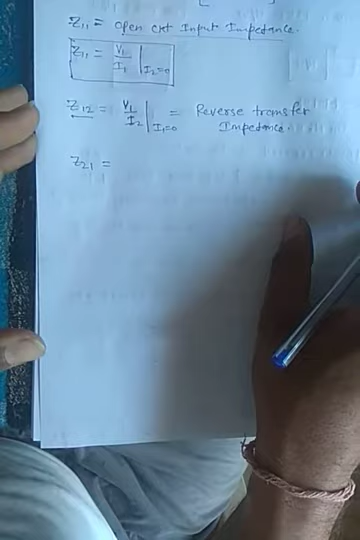 Z11 = open ckt Input Impedance.
Z11 = V1/I1 | I2=0
Z12 = V1/I2 | I1=0 = Reverse transfer
Impedance.
Z21 =